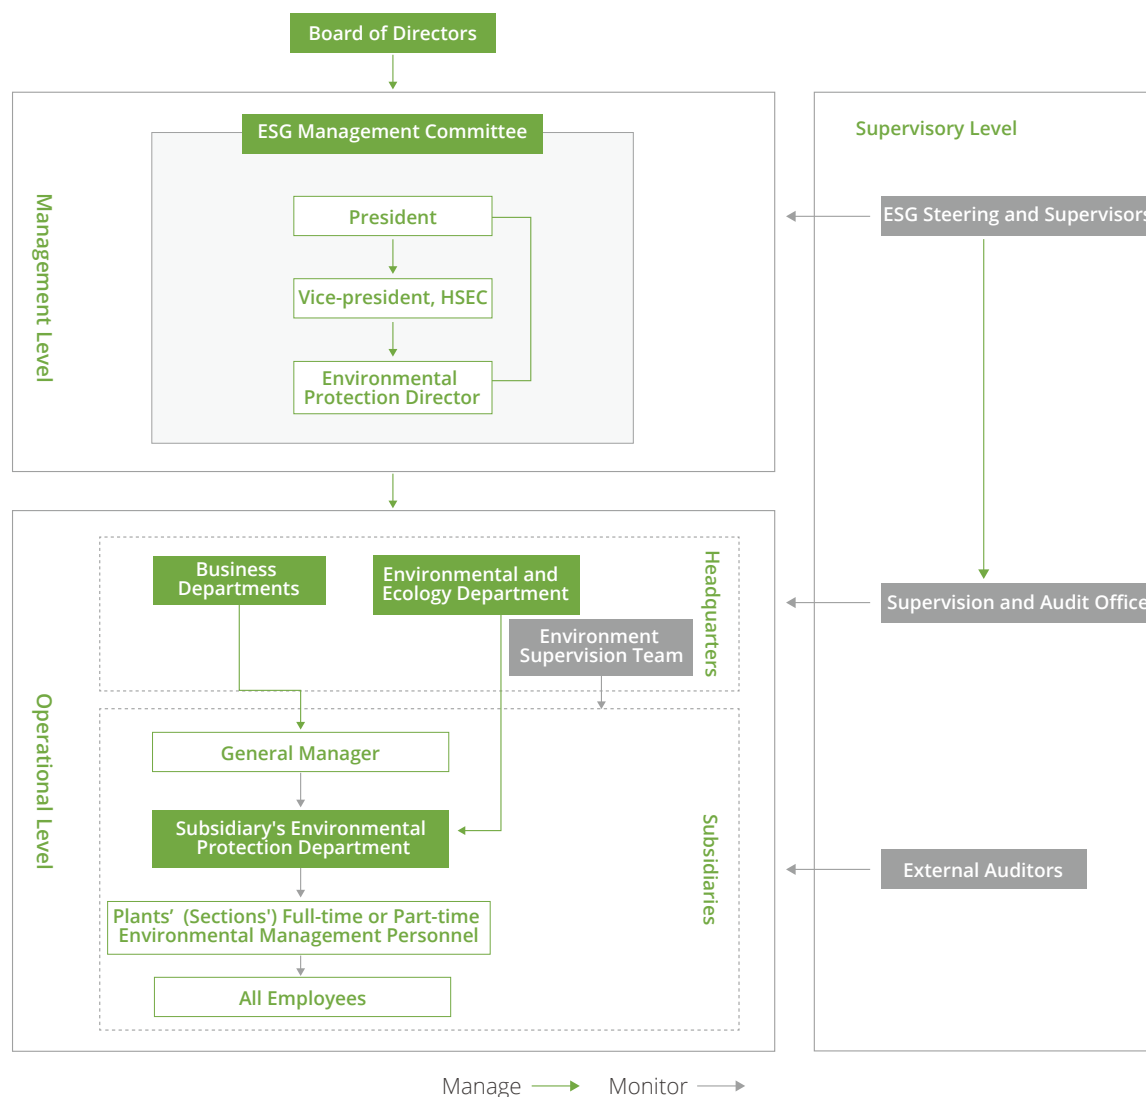 Board of Directors
Management Level
ESG Management Committee
President
Vice-president, HSEC
Environmental
Protection Director
Supervisory Level
ESG Steering and Supervisors
Supervision and Audit Office
External Auditors
Operational Level
Headquarters
Business
Departments
Environmental and
Ecology Department
Environment
Supervision Team
Subsidiaries
General Manager
Subsidiary's Environmental
Protection Department
Plants’ (Sections') Full-time or Part-time
Environmental Management Personnel
All Employees
Manage
Monitor